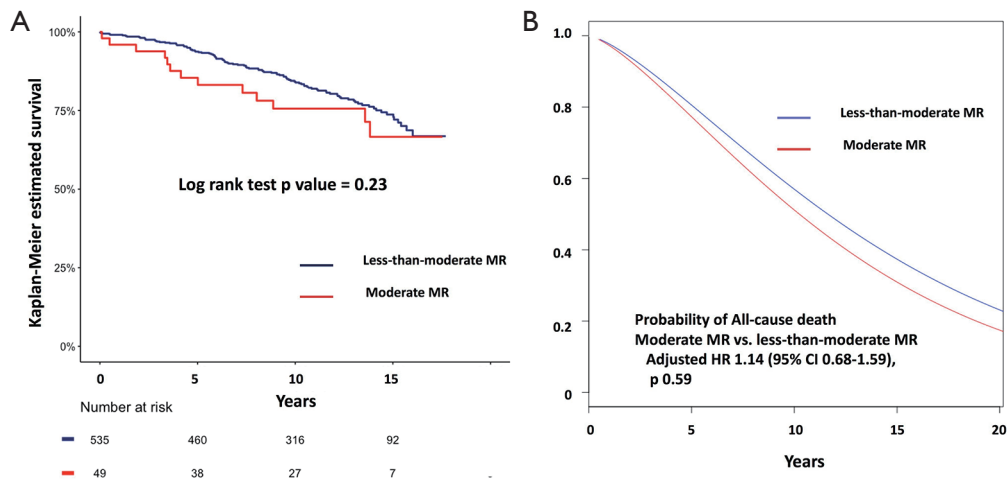 A
100%
75%
50%
25%
0%
Kaplan-Meier estimated survival
Log rank test p value = 0.23
Less-than-moderate MR
Moderate MR
0 5 10 15
Years
Number at risk
535 460 316 92
49 38 27 7 -
B
1.0
0.8
0.6
0.4
0.2
0
Less-than-moderate MR
Moderate MR
Probability of All-cause death
Moderate MR vs. less-than-moderate MR
Adjusted HR 1.14 (95% CI 0.68-1.59),
p 0.59
0 5 10 15 20
Years